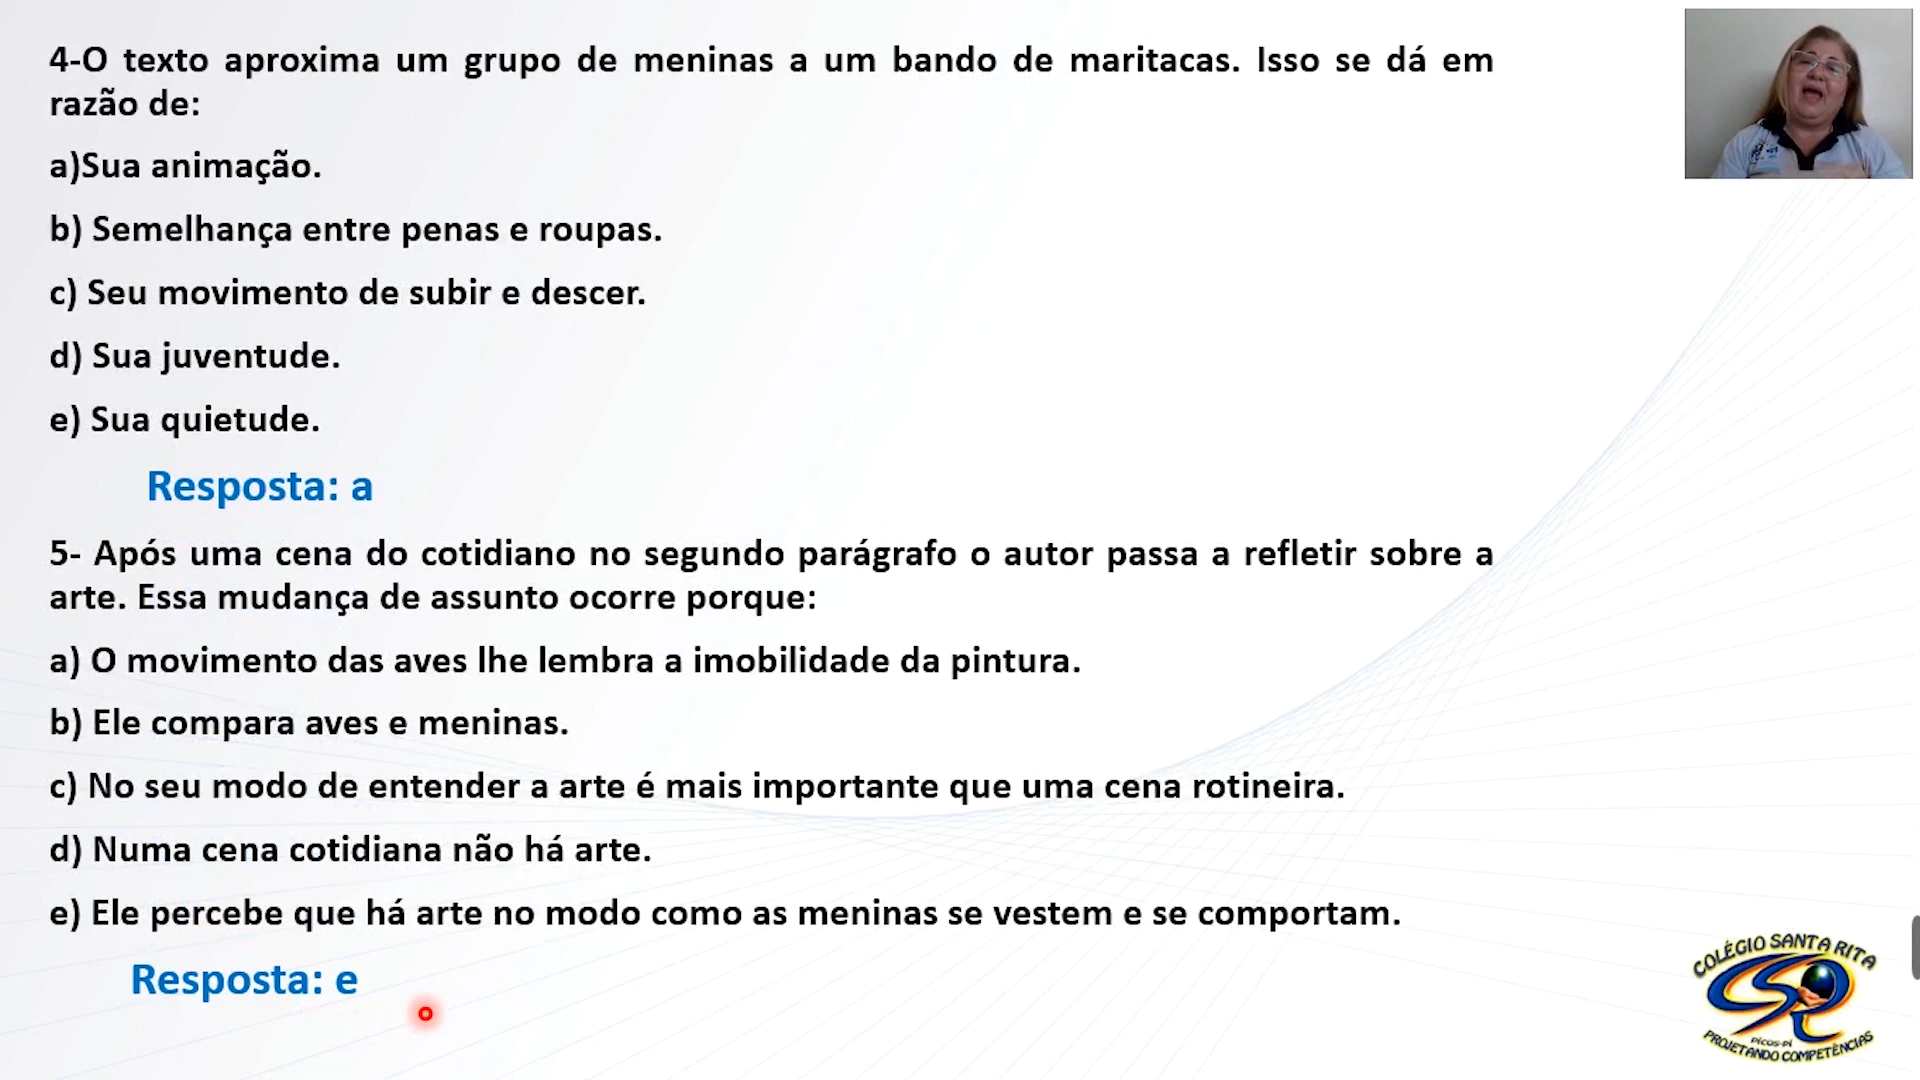 4-O texto aproxima um grupo de meninas a um bando de maritacas. Isso se dá em
razão de:
a)Sua animação.
b) Semelhança entre penas e roupas.
c) Seu movimento de subir e descer.
d) Sua juventude.
e) Sua quietude.
Resposta: a
5- Após uma cena do cotidiano no segundo parágrafo o autor passa a refletir sobre a
arte. Essa mudança de assunto ocorre porque:
a) O movimento das aves lhe lembra a imobilidade da pintura.
b) Ele compara aves e meninas.
c) No seu modo de entender a arte é mais importante que uma cena rotineira.
d) Numa cena cotidiana não há arte.
e) Ele percebe que há arte no modo como as meninas se vestem e se comportam.
Resposta: e
COLÉGIO SANTA RITA
PICOS-PI
PROJETANDO COMPETÊNCIAS